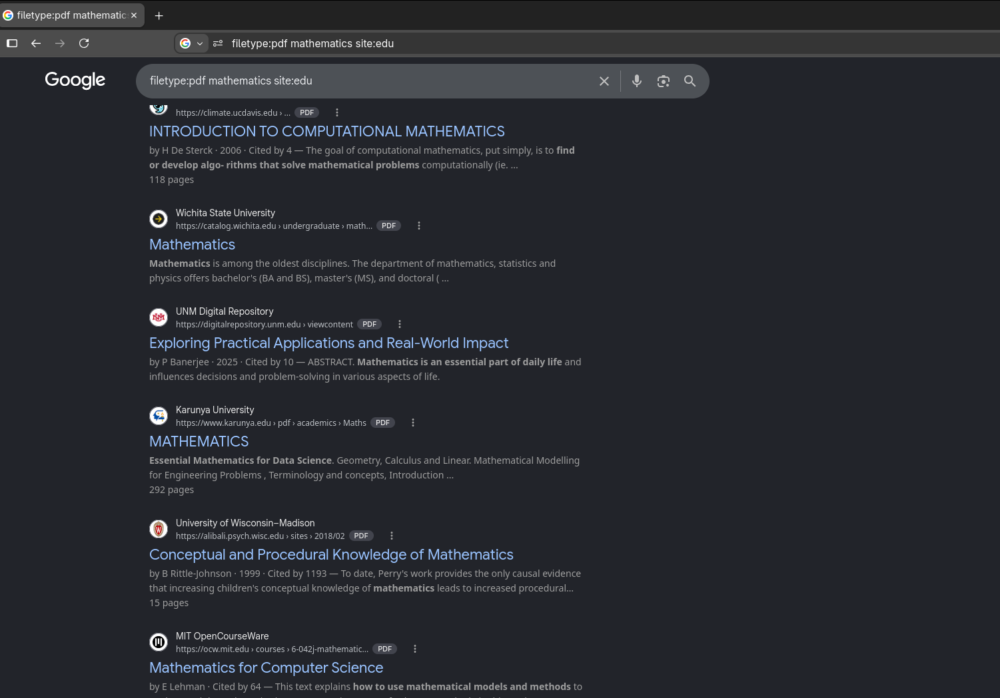 filetype:pdf mathematic
filetype:pdf mathematics site:edu
Google
filetype:pdf mathematics site:edu
https://climate.ucdavis.edu › ... PDF
INTRODUCTION TO COMPUTATIONAL MATHEMATICS
by H De Sterck · 2006 · Cited by 4 — The goal of computational mathematics, put simply, is to find
or develop algo- rithms that solve mathematical problems computationally (ie. ...
118 pages
Wichita State University
https://catalog.wichita.edu › undergraduate › math... PDF
Mathematics
Mathematics is among the oldest disciplines. The department of mathematics, statistics and
physics offers bachelor's (BA and BS), master's (MS), and doctoral ( ...
UNM Digital Repository
https://digitalrepository.unm.edu › viewcontent PDF
Exploring Practical Applications and Real-World Impact
by P Banerjee · 2025 · Cited by 10 — ABSTRACT. Mathematics is an essential part of daily life and
influences decisions and problem-solving in various aspects of life.
Karunya University
https://www.karunya.edu › pdf › academics › Maths PDF
MATHEMATICS
Essential Mathematics for Data Science. Geometry, Calculus and Linear. Mathematical Modelling
for Engineering Problems , Terminology and concepts, Introduction ...
292 pages
University of Wisconsin–Madison
https://alibali.psych.wisc.edu › sites › 2018/02 PDF
Conceptual and Procedural Knowledge of Mathematics
by B Rittle-Johnson · 1999 · Cited by 1193 — To date, Perry's work provides the only causal evidence
that increasing children's conceptual knowledge of mathematics leads to increased procedural...
15 pages
MIT OpenCourseWare
https://ocw.mit.edu › courses › 6-042j-mathematic... PDF
Mathematics for Computer Science
by E Lehman · Cited by 64 — This text explains how to use mathematical models and methods to